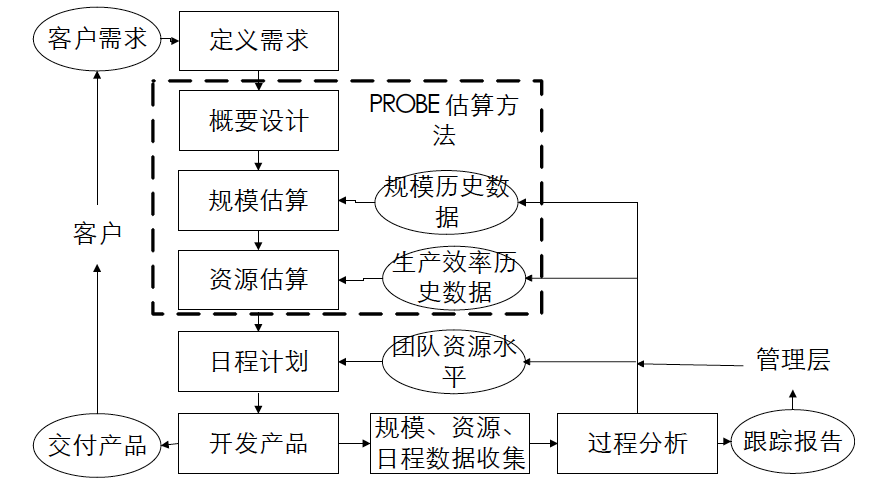 客户需求
定义需求
概要设计
PROBE 估算方
法
规模估算
规模历史数
据
客户
资源估算
生产效率历
史数据
日程计划
团队资源水
平
管理层
交付产品
开发产品
规模、资源、
日程数据收集
过程分析
跟踪报告